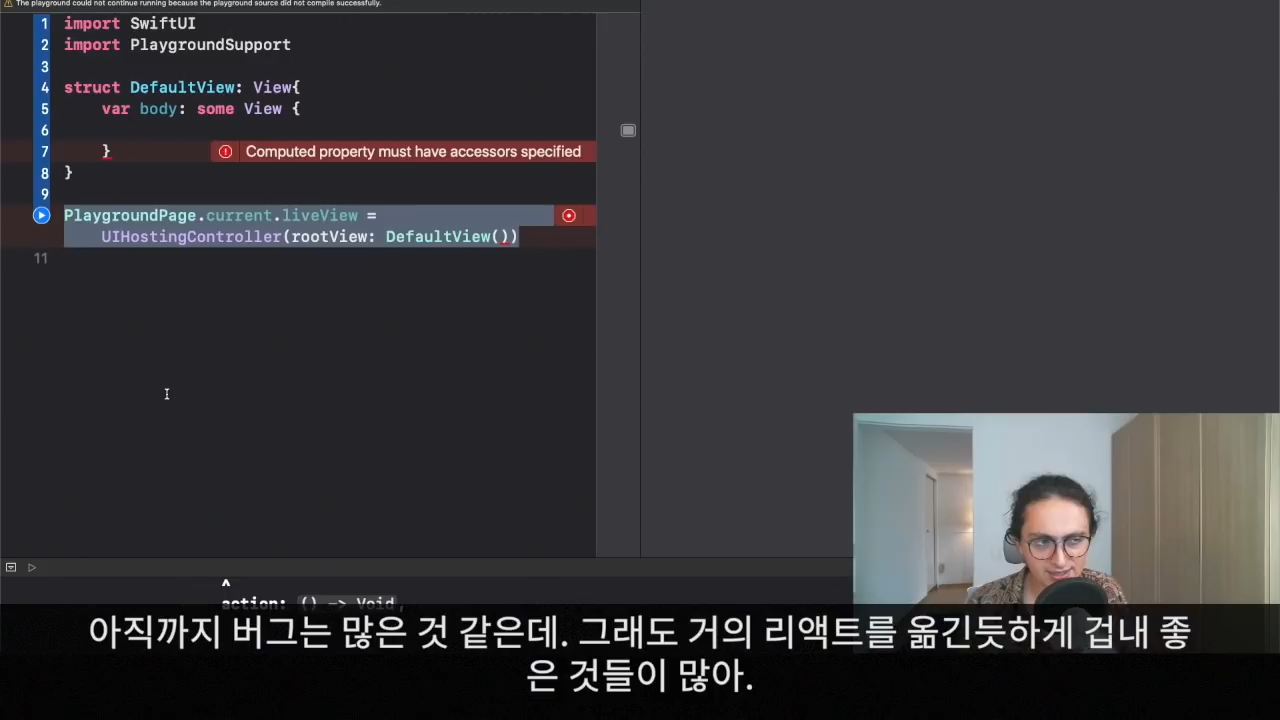 The playground could not continue running because the playground source did not compile successfully.
1 import SwiftUI
2 import PlaygroundSupport
3
4 struct DefaultView: View{
5 var body: some View {
6
7 } Computed property must have accessors specified
8 }
9
PlaygroundPage.current.liveView =
UIHostingController(rootView: DefaultView())
11
action: () -> Void,
아직까지 버그는 많은 것 같은데. 그래도 거의 리액트를 옮긴듯하게 겁내 좋
은 것들이 많아.